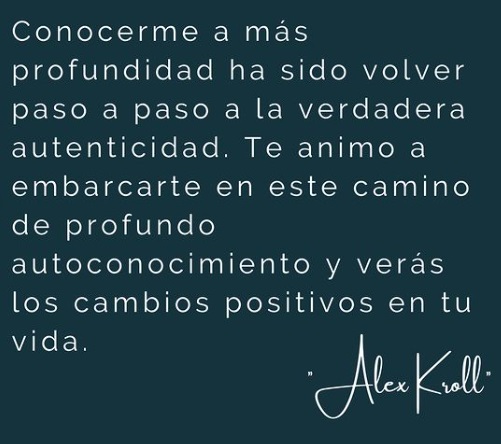 Conocerme a más
profundidad ha sido volver
paso a paso a la verdadera
autenticidad. Te animo a
embarcarte en este camino
de profundo
autoconocimiento y verás
los cambios positivos en tu
vida.
"Alex Kroll"